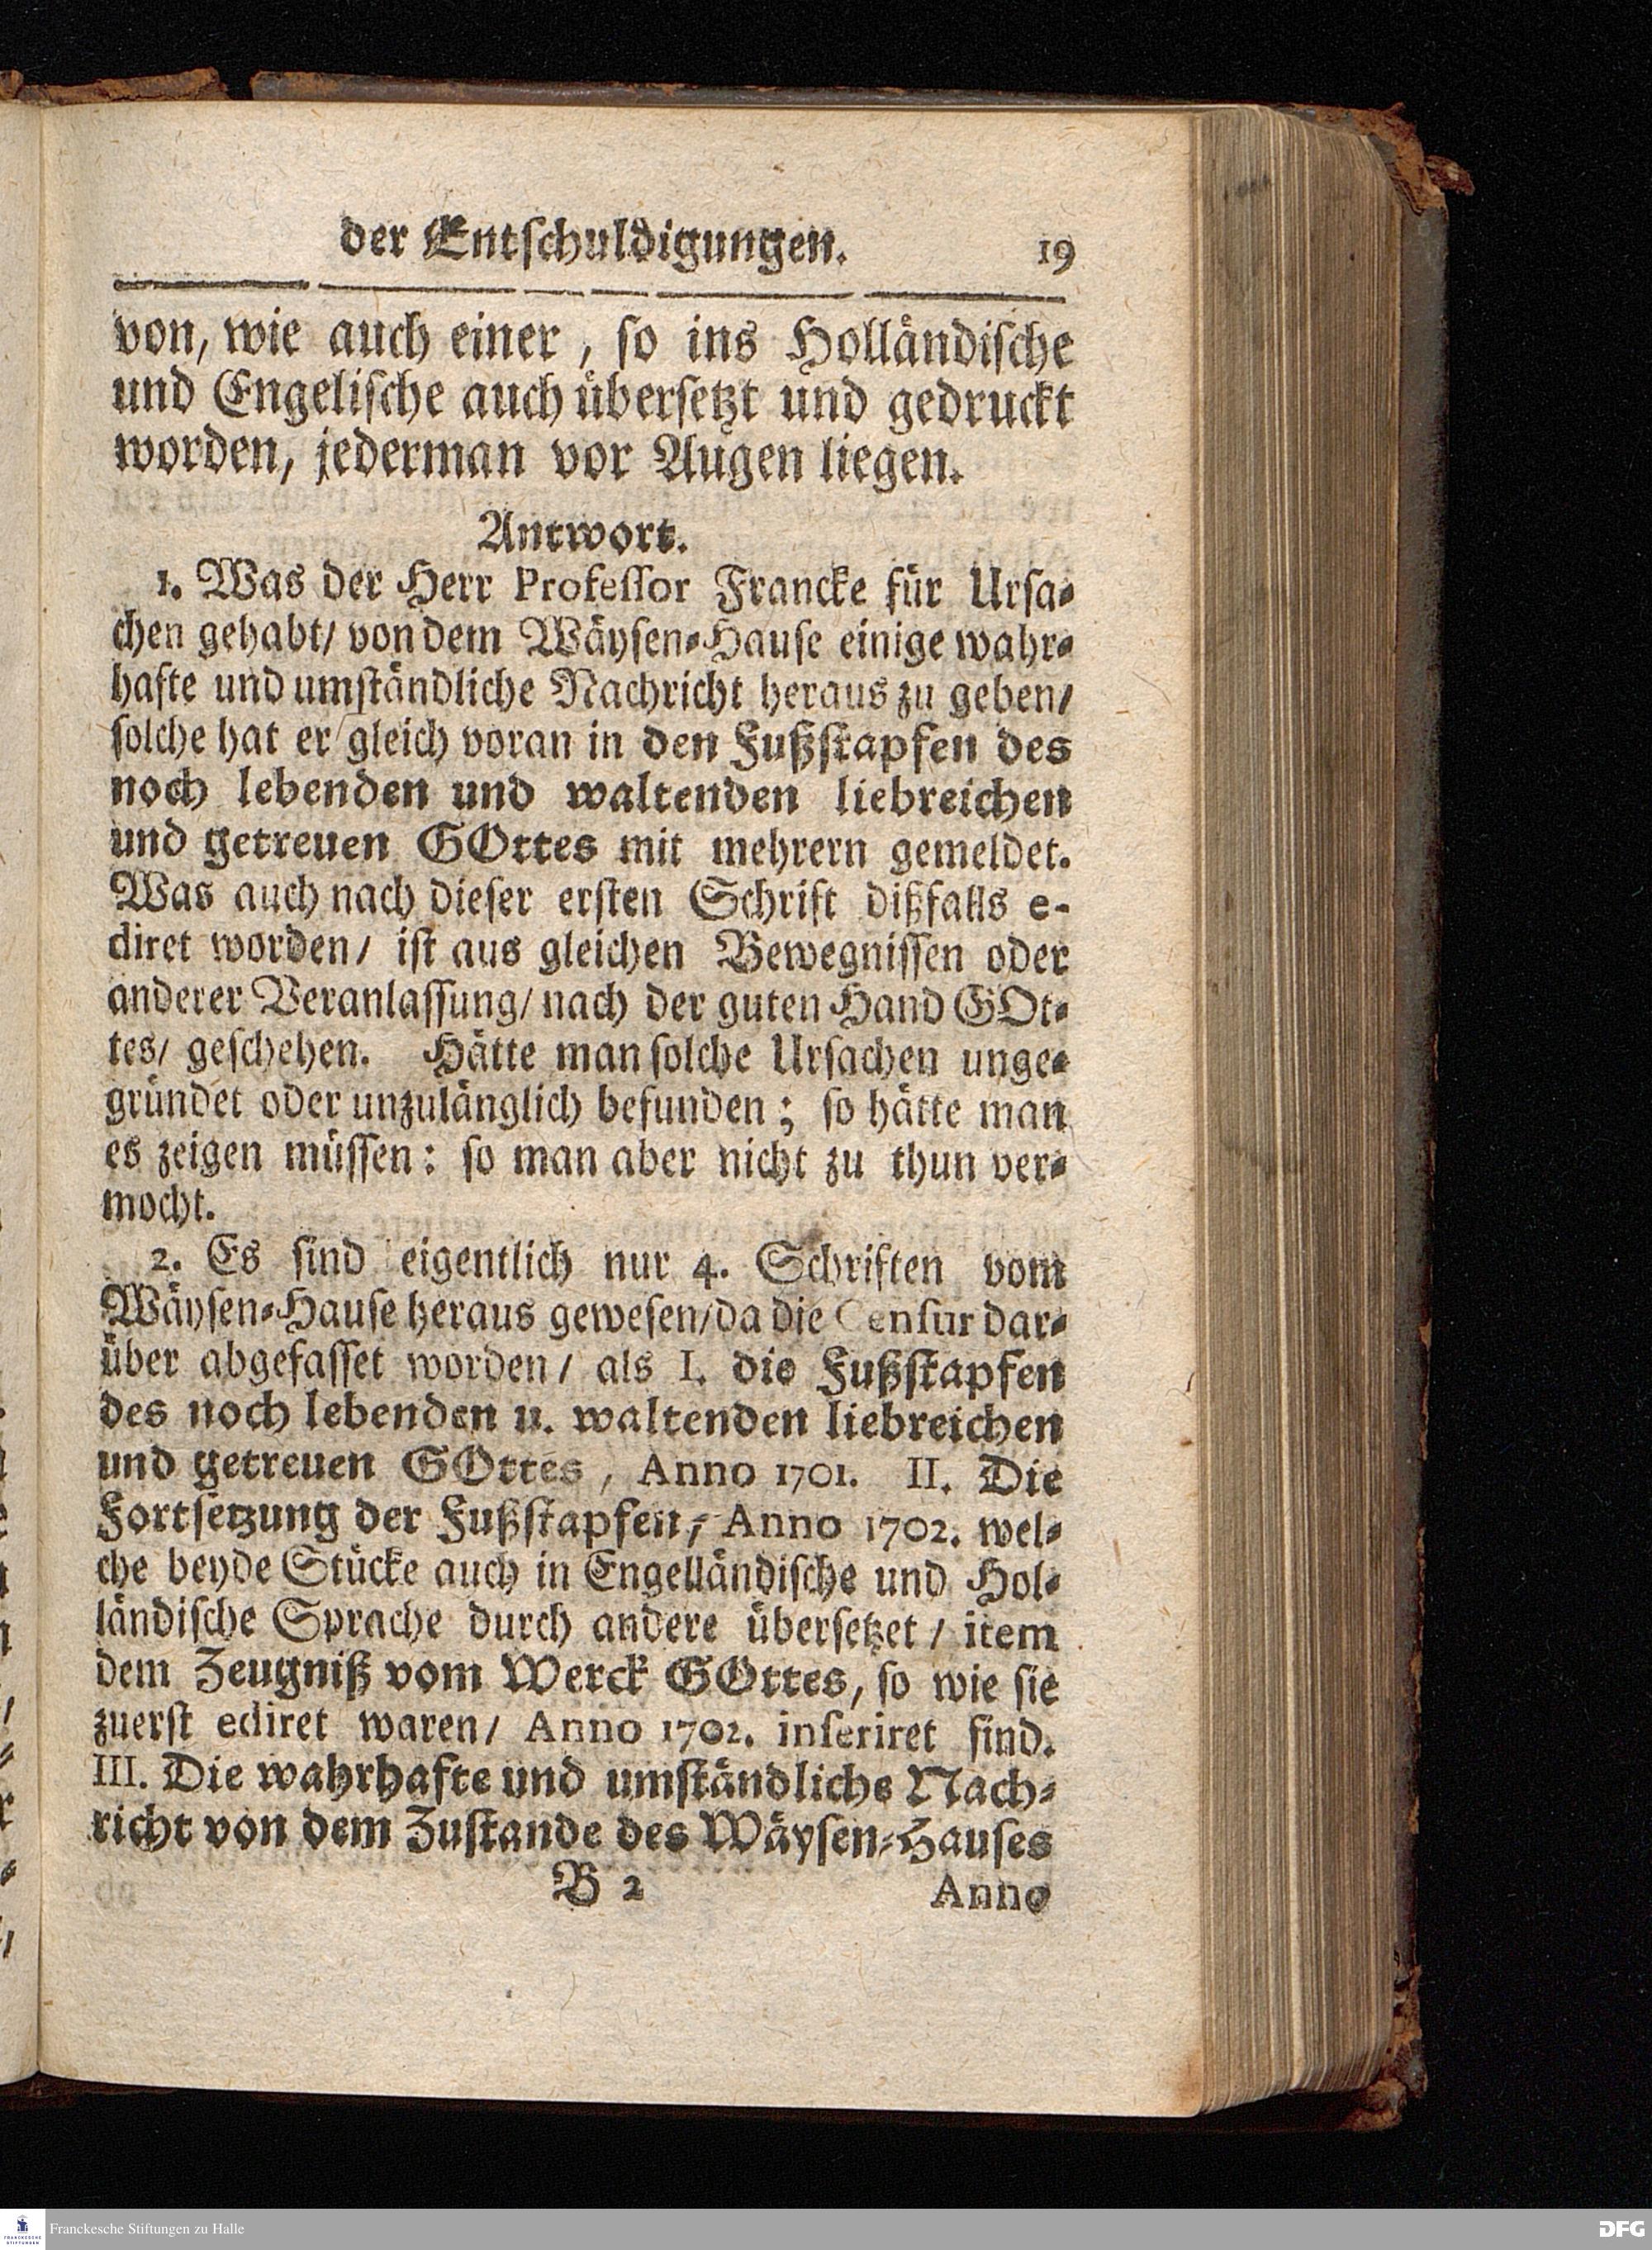 der Entſchuldigungen. 19
von, wie auch einer, ſo ins Holländiſche
und Engeliſche auch überſetzt und gedruckt
worden, jederman vor Augen liegen.
Antwort.
1. Was der Herr Profeſſor Francke für Urſa-
chen gehabt/ von dem Wäyſen-Hauſe einige wahr-
hafte und umſtändliche Nachricht heraus zu geben/
ſolche hat er gleich voran in den Fußſtapfen des
noch lebenden und waltenden liebreichen
und getreuen GOttes mit mehrern gemeldet.
Was auch nach dieſer erſten Schrift dißfalls e-
diret worden/ iſt aus gleichen Bewegniſſen oder
anderer Veranlaſſung/ nach der guten Hand GOt-
tes/ geſchehen. Hätte man ſolche Urſachen unge-
gründet oder unzulänglich befunden; ſo hätte man
es zeigen müſſen: ſo man aber nicht zu thun ver-
mocht.
2. Es ſind eigentlich nur 4. Schriften vom
Wäyſen-Hauſe heraus geweſen/ da die Cenſur dar-
über abgefaſſet worden/ als I. die Fußſtapfen
des noch lebenden u. waltenden liebreichen
und getreuen GOttes, Anno 1701. II. Die
Fortſetzung der Fußſtapfen, Anno 1702. wel-
che beyde Stücke auch in Engelländiſche und Hol-
ländiſche Sprache durch andere überſetzet / item
dem Zeugniß vom Werck GOttes, ſo wie ſie
zuerſt ediret waren/ Anno 1702. inſeriret ſind.
III. Die wahrhafte und umſtändliche Nach-
richt von dem Zuſtande des Wäyſen-Hauſes
B 2 Anno
Franckesche Stiftungen zu Halle
DFG